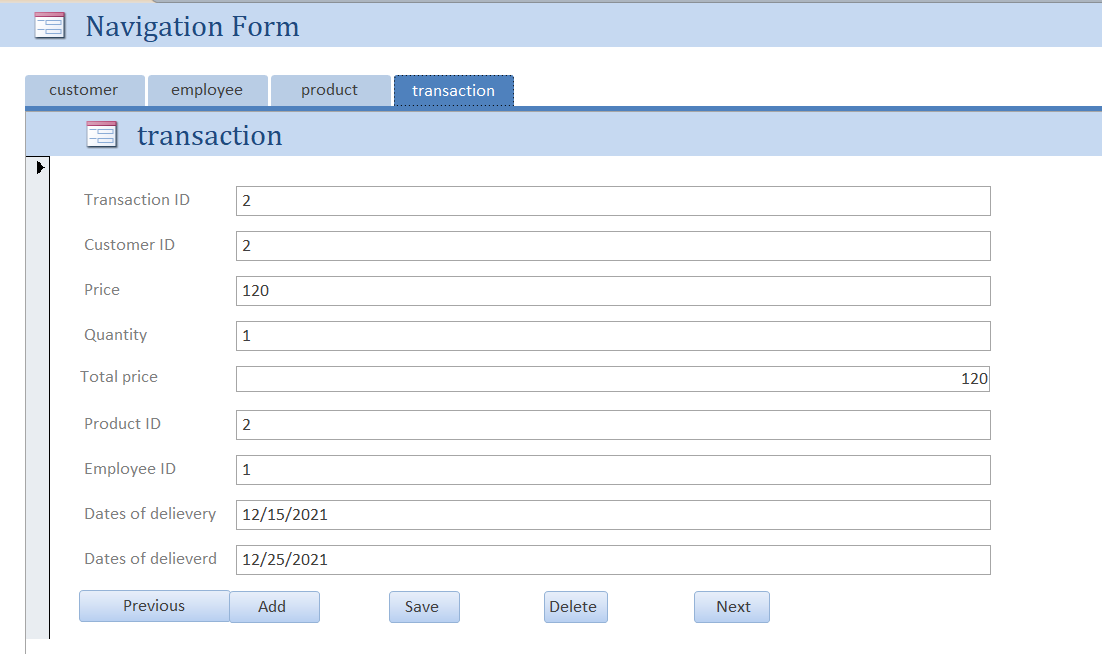 Navigation Form
customer employee product transaction
transaction
Transaction ID 2
Customer ID 2
Price 120
Quantity 1
Total price 120
Product ID 2
Employee ID 1
Dates of delievery 12/15/2021
Dates of delieverd 12/25/2021
Previous Add Save Delete Next